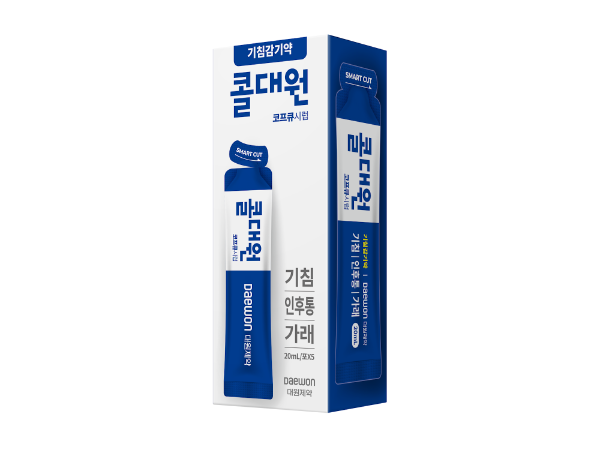 기침감기약
콜대원
코프큐시럽
SMART CUT
콜대원
코프큐시럽
DAEWON 대원제약
기침
인후통
가래
20mL/포X5
DAEWON
대원제약
SMART CUT
콜대원
코프큐시럽
기침감기약 | DAEWON 대원제약
기침 | 인후통 | 가래
20mL